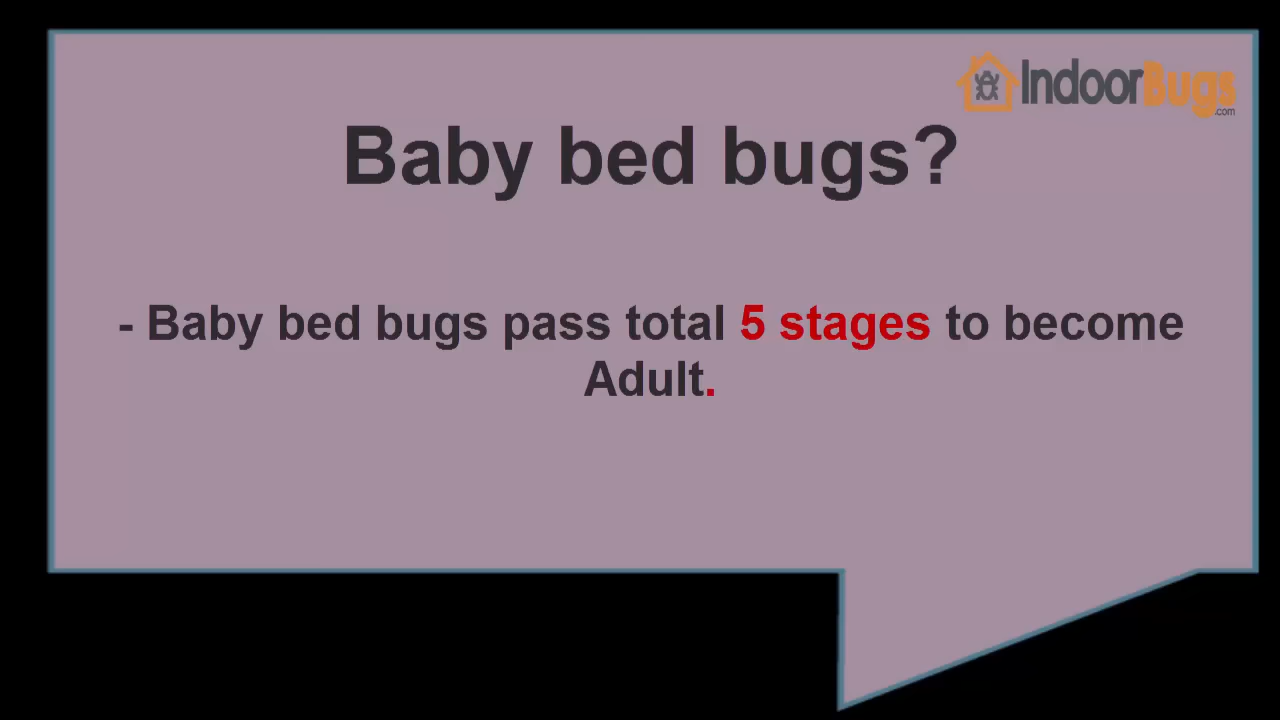 IndoorBugs
.com
Baby bed bugs?
- Baby bed bugs pass total 5 stages to become
Adult.